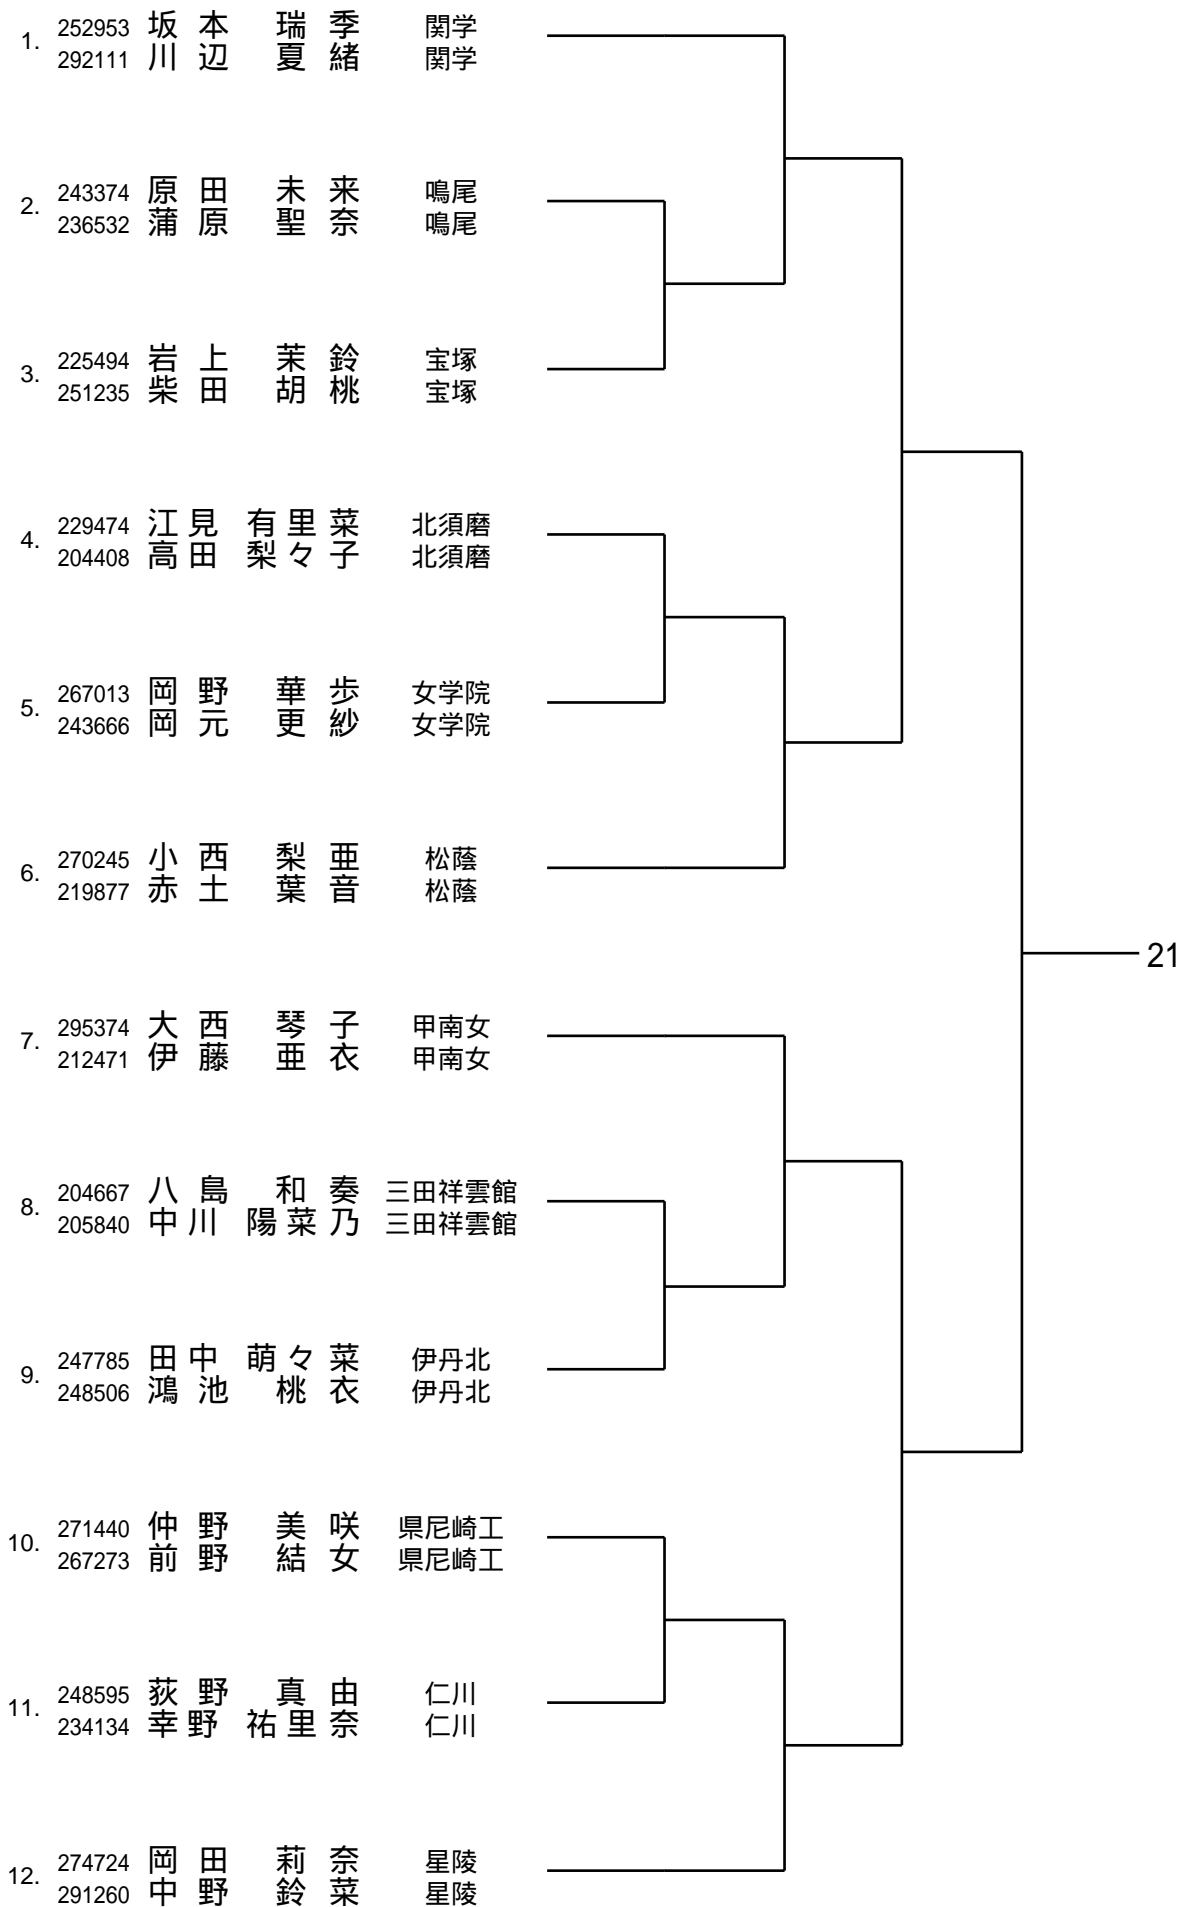 1. 252953 坂本 瑞季 関学
292111 川辺 夏緒 関学
2. 243374 原田 未来 鳴尾
236532 蒲原 聖奈 鳴尾
3. 225494 岩上 茉鈴 宝塚
251235 柴田 胡桃 宝塚
4. 229474 江見 有里菜 北須磨
204408 高田 梨々子 北須磨
5. 267013 岡野 華歩 女学院
243666 岡元 更紗 女学院
6. 270245 小西 梨亜 松蔭
219877 赤土 葉音 松蔭
21
7. 295374 大西 琴子 甲南女
212471 伊藤 亜衣 甲南女
8. 204667 八島 和奏 三田祥雲館
205840 中川 陽菜乃 三田祥雲館
9. 247785 田中 萌々菜 伊丹北
248506 鴻池 桃衣 伊丹北
10. 271440 仲野 美咲 県尼崎工
267273 前野 結女 県尼崎工
11. 248595 荻野 真由 仁川
234134 幸野 祐里奈 仁川
12. 274724 岡田 莉奈 星陵
291260 中野 鈴菜 星陵